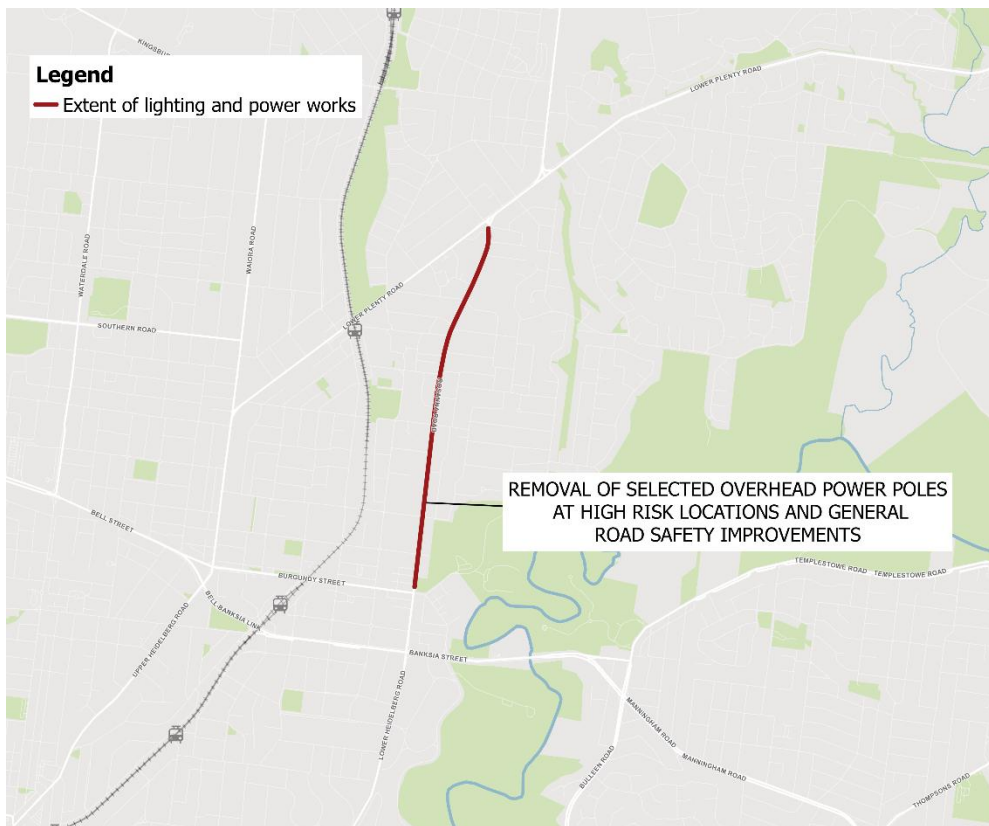 KINGSBU
Legend
Extent of lighting and power works
LOWER PLENTY ROAD
WATERDALE ROAD
WAIORA ROAD
LOWER PLENTY ROAD
SOUTHERN ROAD
ROSANNA ROAD
REMOVAL OF SELECTED OVERHEAD POWER POLES
AT HIGH RISK LOCATIONS AND GENERAL
ROAD SAFETY IMPROVEMENTS
BELL STREET
BURGUNDY STREET
TEMPLESTOWE ROAD
TEMPLESTOWE ROAD
BELL-BANKSIA LINK
UPPER HEIDELBERG ROAD
BANKSIA STREET
LOWER HEIDELBERG ROAD
MANNINGHAM ROAD
BULLEEN ROAD
MANNINGHAM ROAD
THOMPSONS ROAD